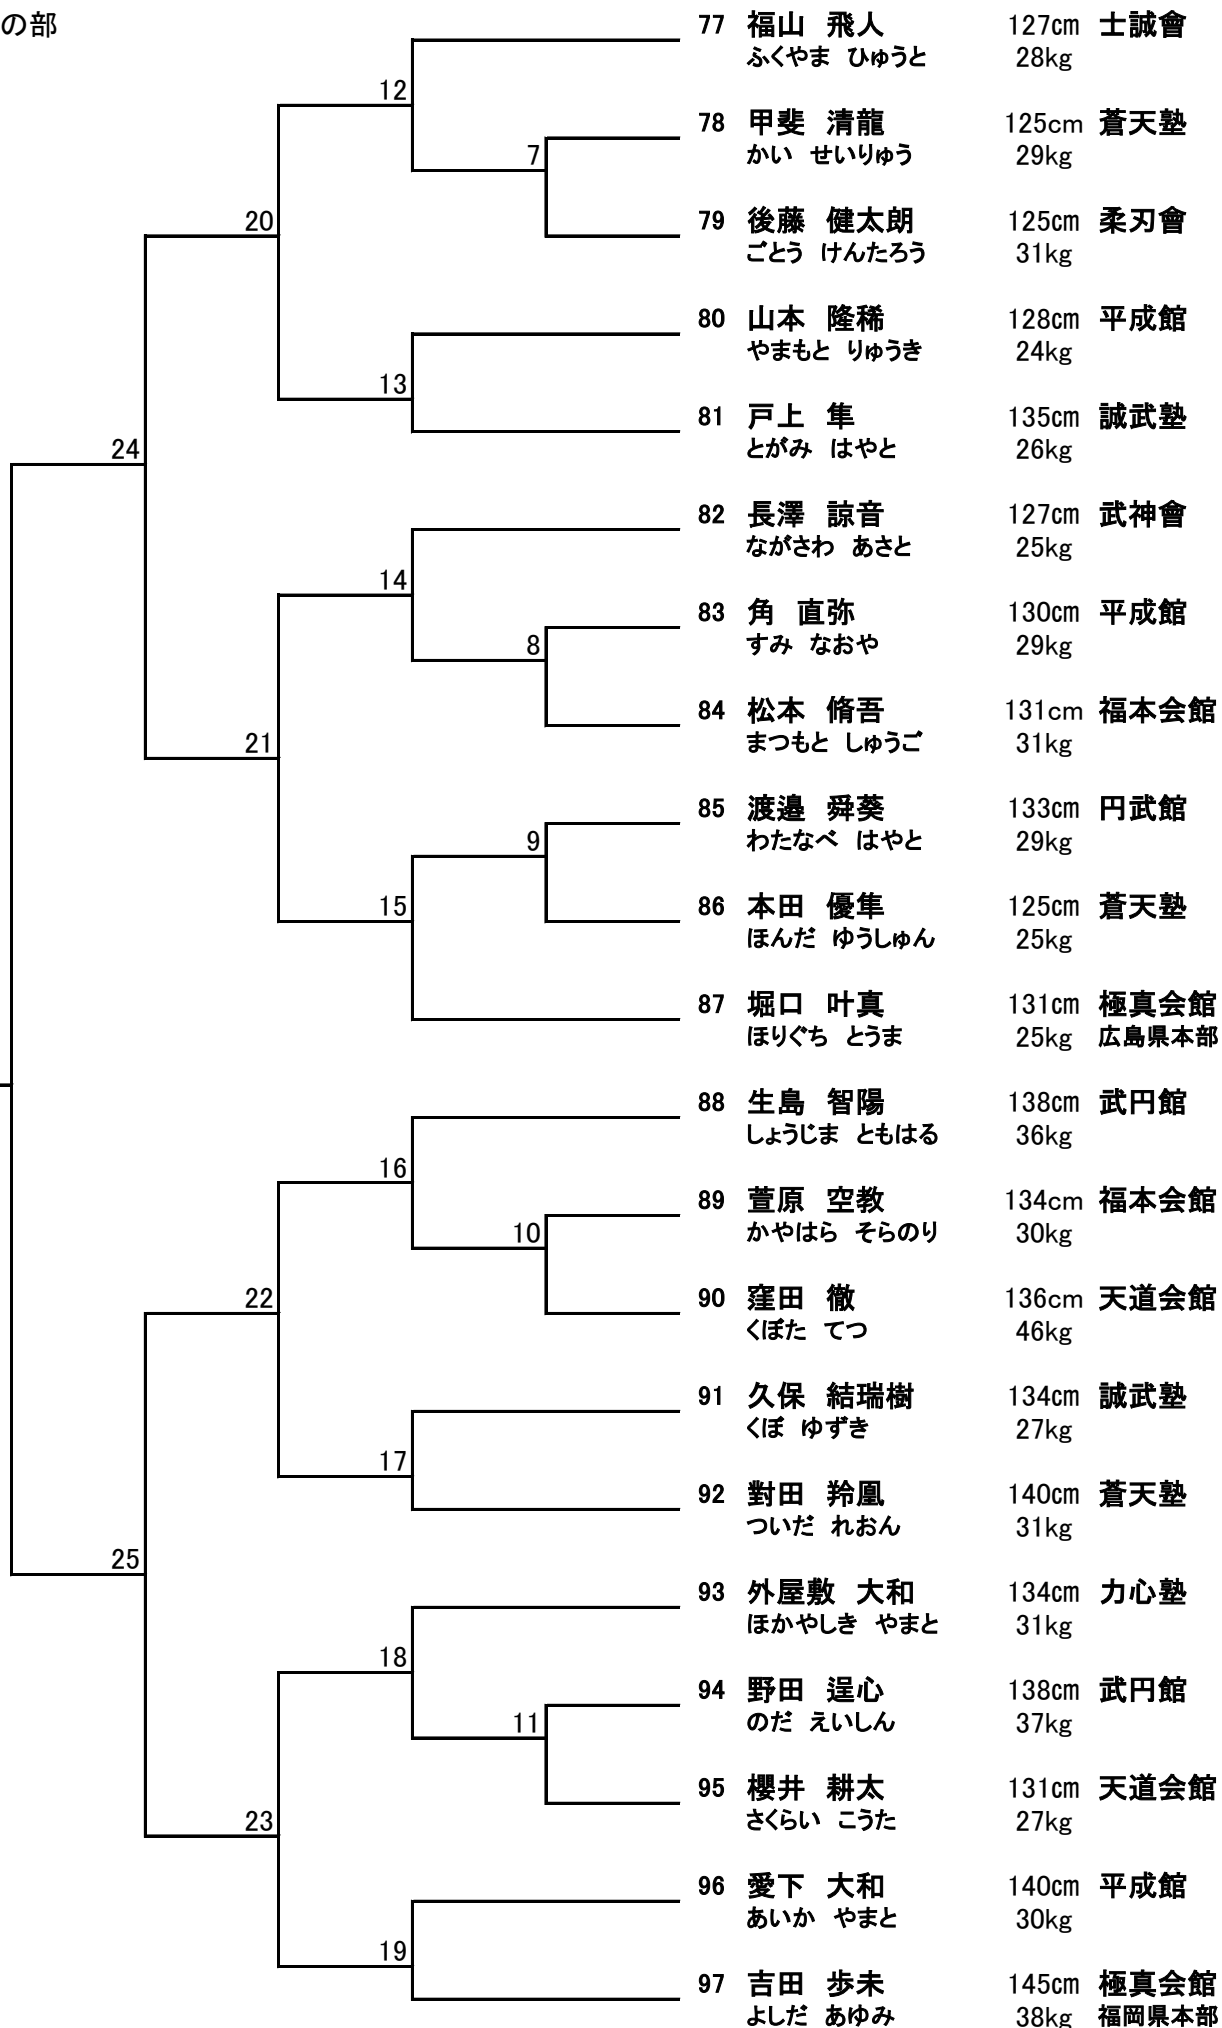 の部
77 福山 飛人 127cm 士誠會
ふくやま ひゅうと 28kg
12
78 甲斐 清龍 125cm 蒼天塾
かい せいりゅう 29kg
7
20
79 後藤 健太朗 125cm 柔刃會
ごとう けんたろう 31kg
80 山本 隆稀 128cm 平成館
やまもと りゅうき 24kg
13
81 戸上 隼 135cm 誠武塾
とがみ はやと 26kg
24
82 長澤 諒音 127cm 武神會
ながさわ あさと 25kg
14
83 角 直弥 130cm 平成館
すみ なおや 29kg
8
84 松本 脩吾 131cm 福本会館
まつもと しゅうご 31kg
21
85 渡邉 舜葵 133cm 円武館
わたなべ はやと 29kg
9
86 本田 優隼 125cm 蒼天塾
ほんだ ゆうしゅん 25kg
15
87 堀口 叶真 131cm 極真会館
ほりぐち とうま 25kg 広島県本部
88 生島 智陽 138cm 武円館
しょうじま ともはる 36kg
16
89 萱原 空教 134cm 福本会館
かやはら そらのり 30kg
10
22
90 窪田 徹 136cm 天道会館
くぼた てつ 46kg
91 久保 結瑞樹 134cm 誠武塾
くぼ ゆずき 27kg
17
92 對田 羚凰 140cm 蒼天塾
ついだ れおん 31kg
25
93 外屋敷 大和 134cm 力心塾
ほかやしき やまと 31kg
18
94 野田 逞心 138cm 武円館
のだ えいしん 37kg
11
95 櫻井 耕太 131cm 天道会館
さくらい こうた 27kg
23
96 愛下 大和 140cm 平成館
あいか やまと 30kg
19
97 吉田 歩未 145cm 極真会館
よしだ あゆみ 38kg 福岡県本部